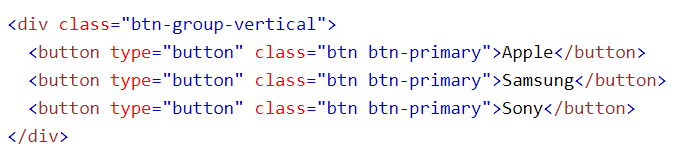 <div class="btn-group-vertical">
  <button type="button" class="btn btn-primary">Apple</button>
  <button type="button" class="btn btn-primary">Samsung</button>
  <button type="button" class="btn btn-primary">Sony</button>
</div>